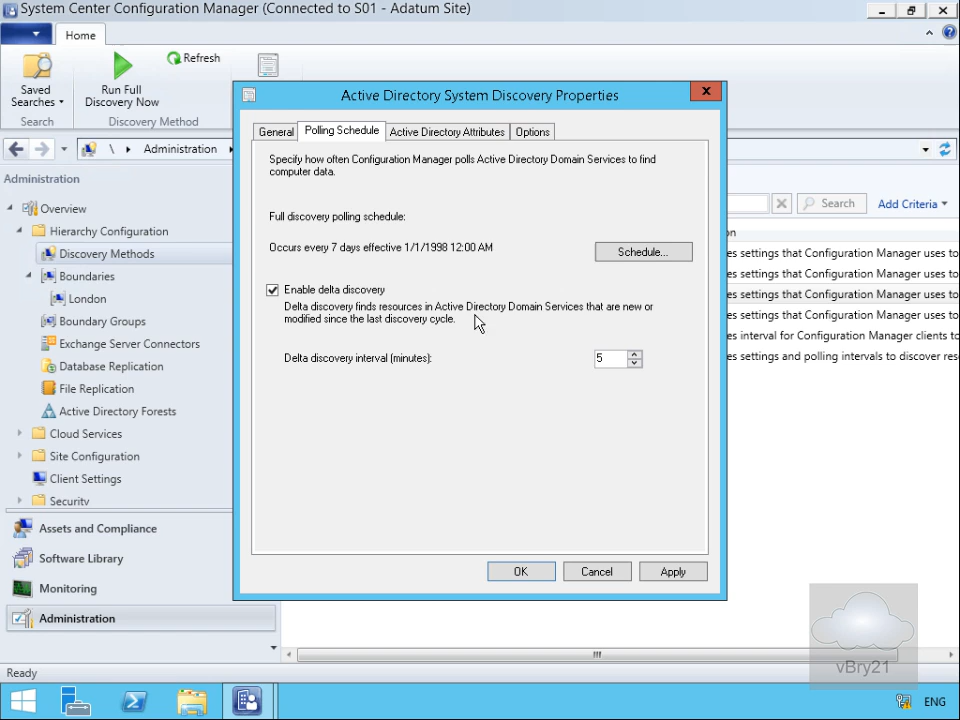 System Center Configuration Manager (Connected to S01 - Adatum Site)
Home
Saved
Searches
Search
Run Full
Discovery Now
Refresh
Discovery Method
\ Administration
Search
Add Criteria
Administration
Overview
Hierarchy Configuration
Discovery Methods
Boundaries
London
Boundary Groups
Exchange Server Connectors
Database Replication
File Replication
Active Directory Forests
Cloud Services
Site Configuration
Client Settings
Security
Assets and Compliance
Software Library
Monitoring
Administration
Active Directory System Discovery Properties
General
Polling Schedule
Active Directory Attributes
Options
Specify how often Configuration Manager polls Active Directory Domain Services to find
computer data.
Full discovery polling schedule:
Occurs every 7 days effective 1/1/1998 12:00 AM
Schedule...
Enable delta discovery
Delta discovery finds resources in Active Directory Domain Services that are new or
modified since the last discovery cycle.
Delta discovery interval (minutes):
5
OK
Cancel
Apply
on
es settings that Configuration Manager uses to
es settings that Configuration Manager uses to
es settings that Configuration Manager uses to
es settings that Configuration Manager uses to
es interval for Configuration Manager clients to
es settings and polling intervals to discover res
vBry21
Ready
ENG